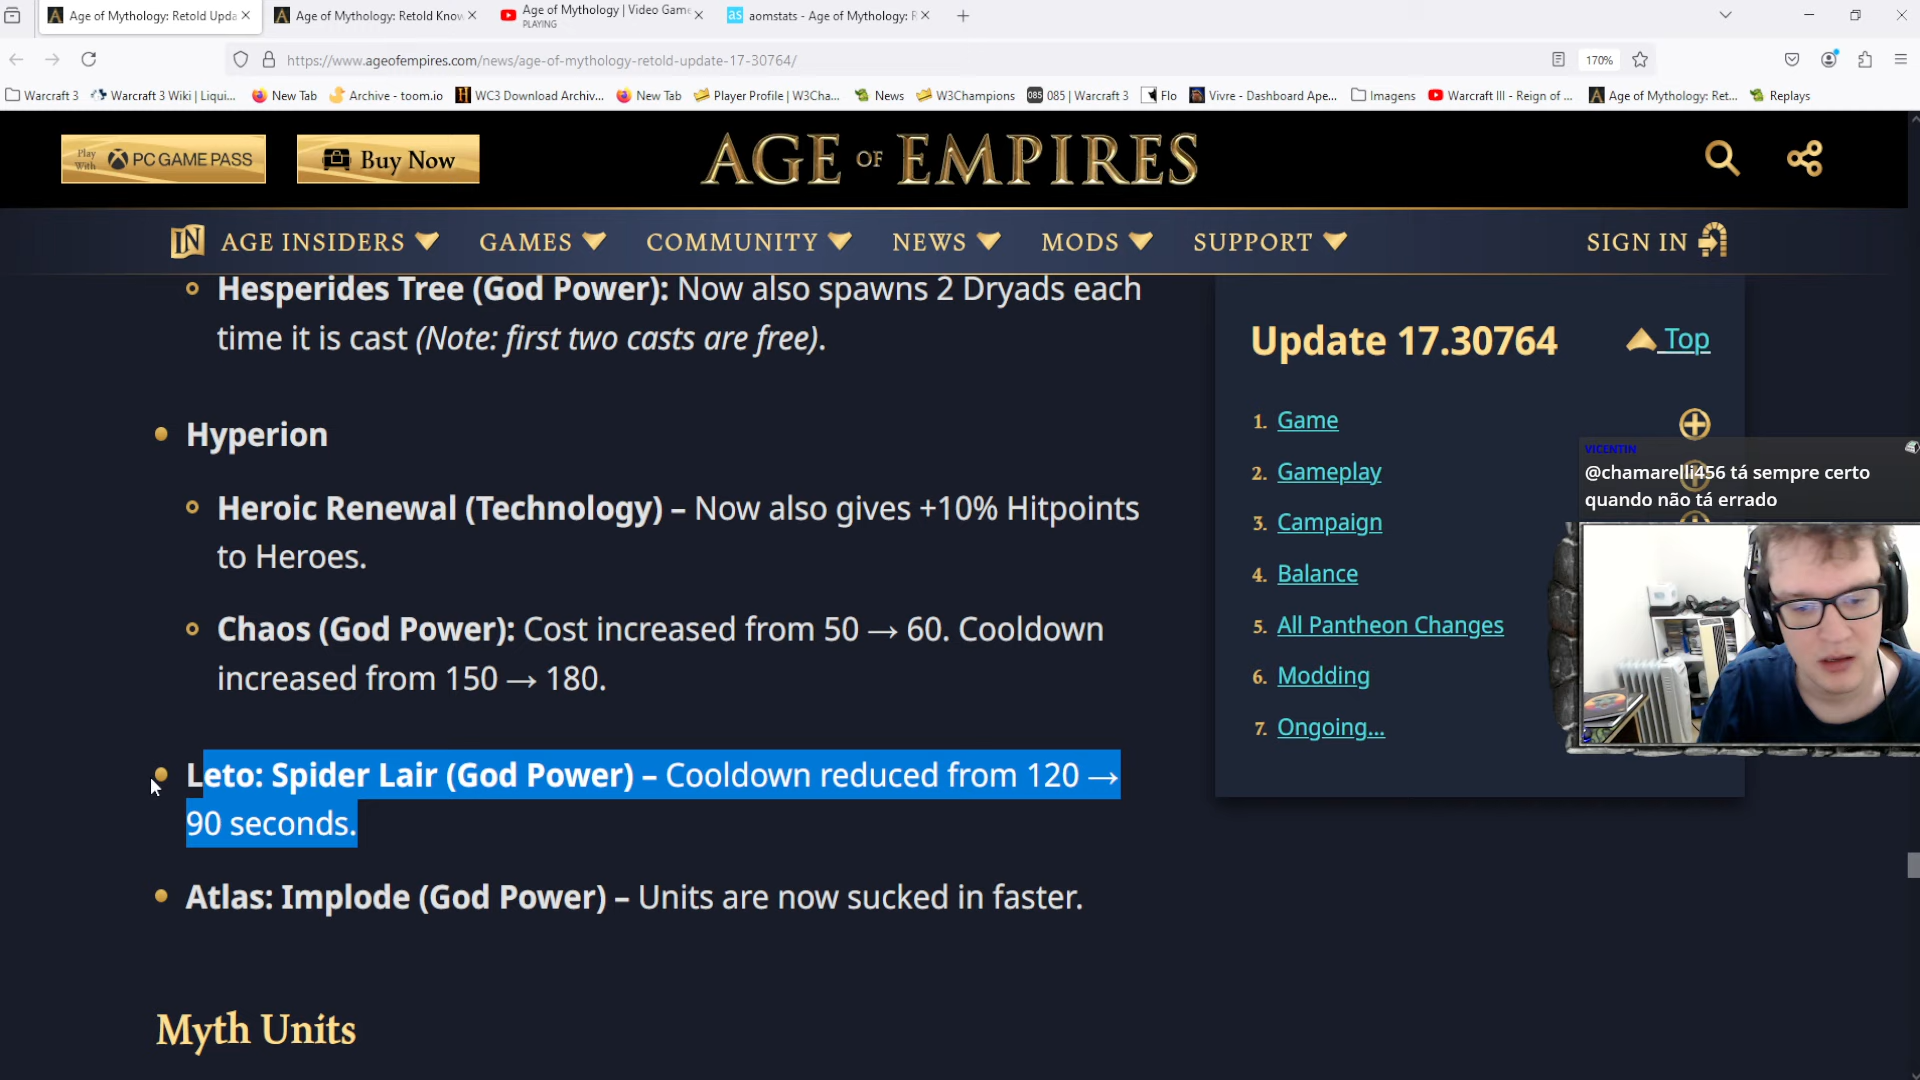 Age of Mythology: Retold Upda
Age of Mythology: Retold Know
Age of Mythology | Video Game
PLAYING
as aomstats - Age of Mythology: R
https://www.ageofempires.com/news/age-of-mythology-retold-update-17-30764/
170%
Warcraft 3
Warcraft 3 Wiki | Liqui...
New Tab
Archive - toom.io
WC3 Download Archiv...
New Tab
Player Profile | W3Cha...
News
W3Champions
085 085 | Warcraft 3
Flo
Vivre - Dashboard Ape...
Imagens
Warcraft III - Reign of ...
Age of Mythology: Ret...
Replays
Play With PC GAME PASS
Buy Now
AGE OF EMPIRES
IN AGE INSIDERS
GAMES
COMMUNITY
NEWS
MODS
SUPPORT
SIGN IN
Hesperides Tree (God Power): Now also spawns 2 Dryads each
time it is cast (Note: first two casts are free).
Hyperion
Heroic Renewal (Technology) – Now also gives +10% Hitpoints
to Heroes.
Chaos (God Power): Cost increased from 50 → 60. Cooldown
increased from 150 → 180.
Leto: Spider Lair (God Power) – Cooldown reduced from 120 →
90 seconds.
Atlas: Implode (God Power) – Units are now sucked in faster.
Myth Units
Update 17.30764
Top
1. Game
2. Gameplay
3. Campaign
4. Balance
5. All Pantheon Changes
6. Modding
7. Ongoing...
VICENTIN
@chamarelli456 tá sempre certo
quando não tá errado